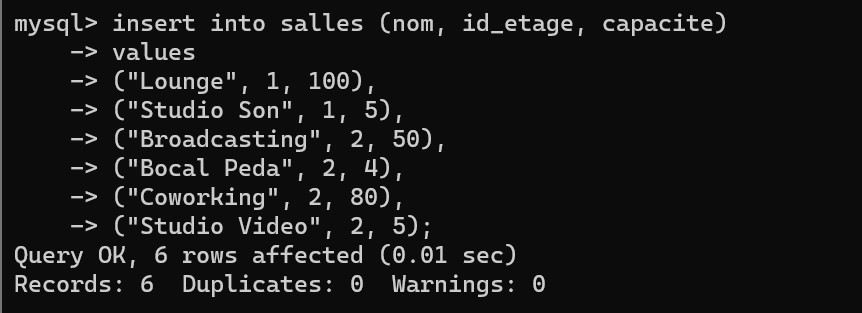 mysql> insert into salles (nom, id_etage, capacite)
    -> values
    -> ("Lounge", 1, 100),
    -> ("Studio Son", 1, 5),
    -> ("Broadcasting", 2, 50),
    -> ("Bocal Peda", 2, 4),
    -> ("Coworking", 2, 80),
    -> ("Studio Video", 2, 5);
Query OK, 6 rows affected (0.01 sec)
Records: 6  Duplicates: 0  Warnings: 0